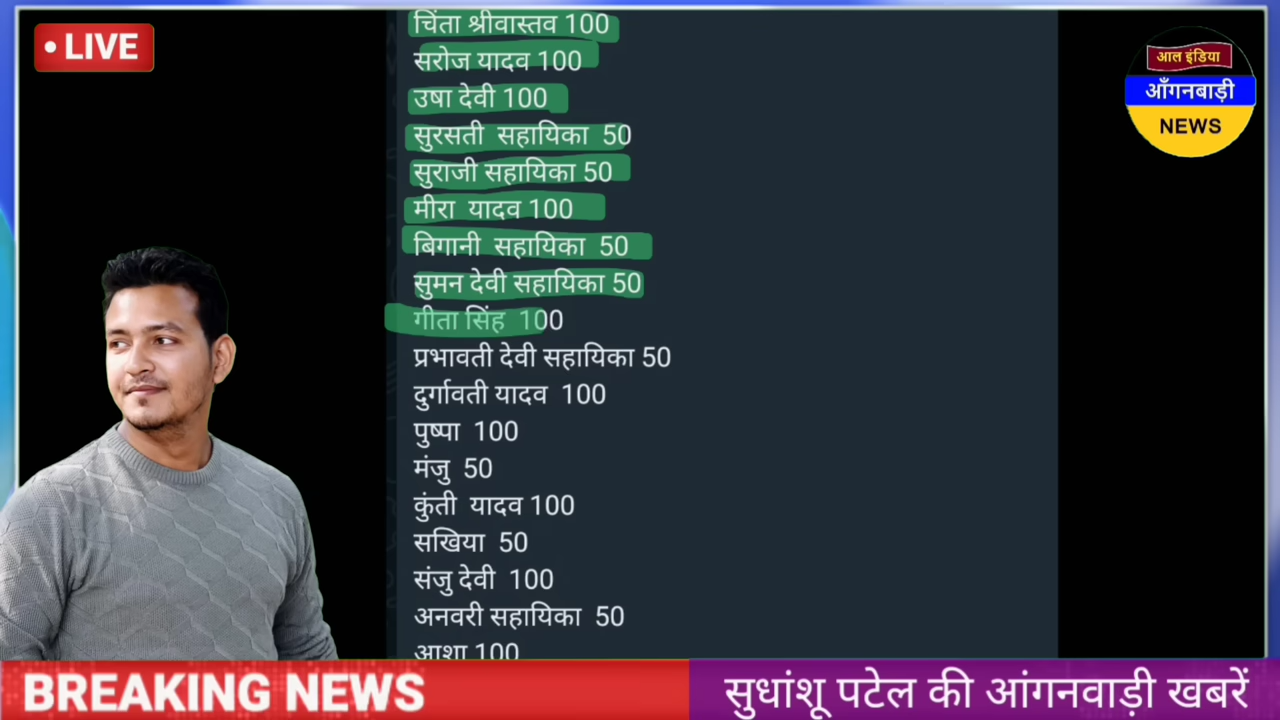 • LIVE
चिंता श्रीवास्तव 100
सरोज यादव 100
उषा देवी 100
सुरसती सहायिका 50
सुराजी सहायिका 50
मीरा यादव 100
बिगानी सहायिका 50
सुमन देवी सहायिका 50
गीता सिंह 100
प्रभावती देवी सहायिका 50
दुर्गावती यादव 100
पुष्पा 100
मंजु 50
कुंती यादव 100
सखिया 50
संजु देवी 100
अनवरी सहायिका 50
आशा 100
आल इंडिया
आँगनबाड़ी
NEWS
BREAKING NEWS
सुधांशू पटेल की आंगनवाड़ी खबरें